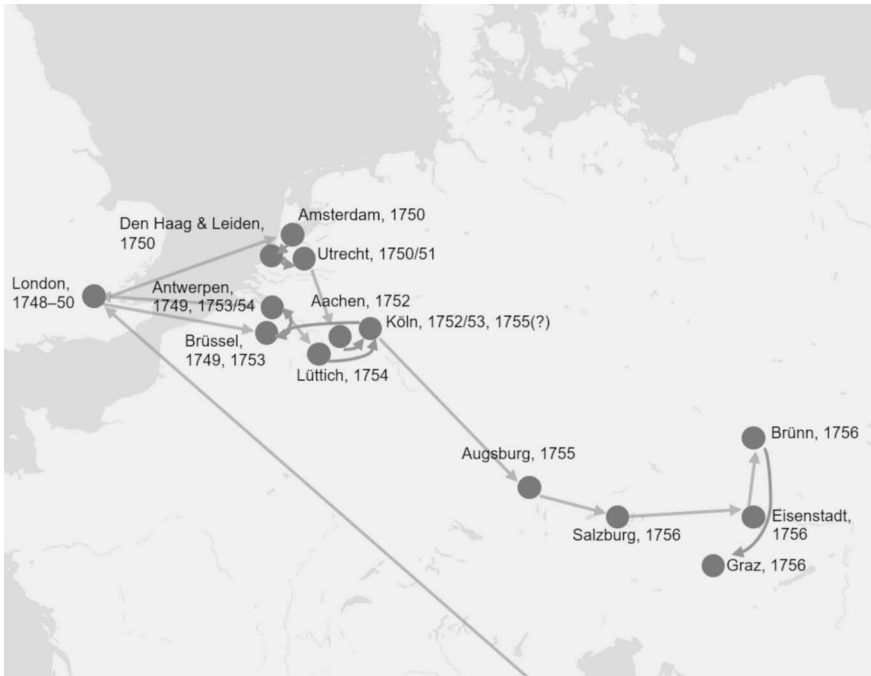 Amsterdam, 1750
Den Haag & Leiden,
1750
Utrecht, 1750/51
London,
1748–50
Antwerpen,
1749, 1753/54
Aachen, 1752
Köln, 1752/53, 1755(?)
Brüssel,
1749, 1753
Lüttich, 1754
Augsburg, 1755
Brünn, 1756
Salzburg, 1756
Eisenstadt,
1756
Graz, 1756